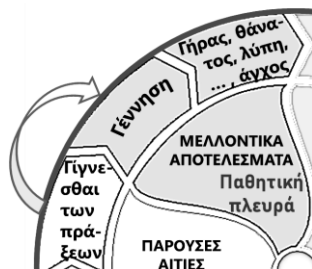 Γήρας, θάνα-
τος, λύπη,
... , άγχος
Γέννηση
ΜΕΛΛΟΝΤΙΚΑ
ΑΠΟΤΕΛΕΣΜΑΤΑ
Παθητική
πλευρά
Γίγνε-
σθαι
των
πρά-
ξεων
ΠΑΡΟΥΣΕΣ
ΑΙΤΙΕΣ